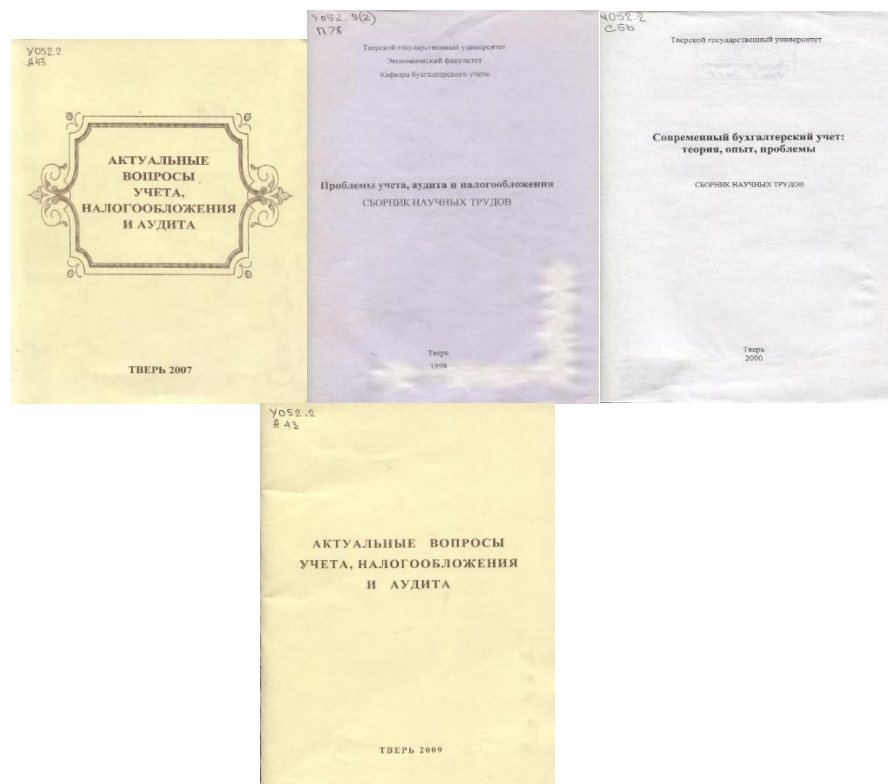 У052.2
А43
АКТУАЛЬНЫЕ
ВОПРОСЫ
УЧЕТА,
НАЛОГООБЛОЖЕНИЯ
И АУДИТА
ТВЕРЬ 2007
У052.9(2)
П78
Тверской государственный университет
Экономический факультет
Кафедра бухгалтерского учета
Проблемы учета, аудита и налогообложения
СБОРНИК НАУЧНЫХ ТРУДОВ
Тверь
1998
У052.2
С56
Тверской государственный университет
Современный бухгалтерский учет:
теория, опыт, проблемы
СБОРНИК НАУЧНЫХ ТРУДОВ
Тверь
2000
У052.2
А43
АКТУАЛЬНЫЕ ВОПРОСЫ
УЧЕТА, НАЛОГООБЛОЖЕНИЯ
И АУДИТА
ТВЕРЬ 2009